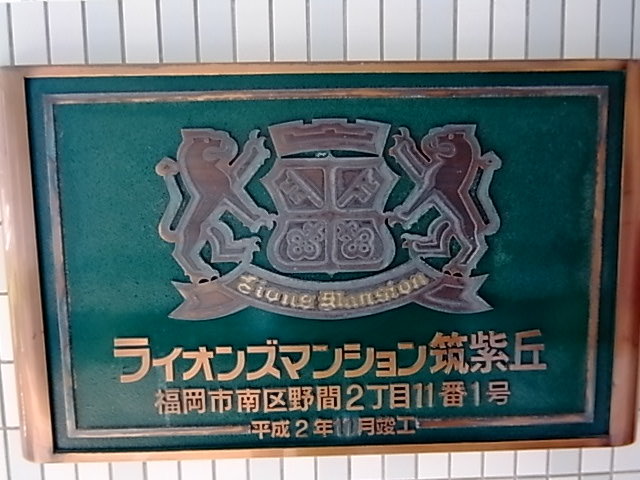 Lions Mansion
ライオンズマンション筑紫丘
福岡市南区野間2丁目11番1号
平成2年11月竣工